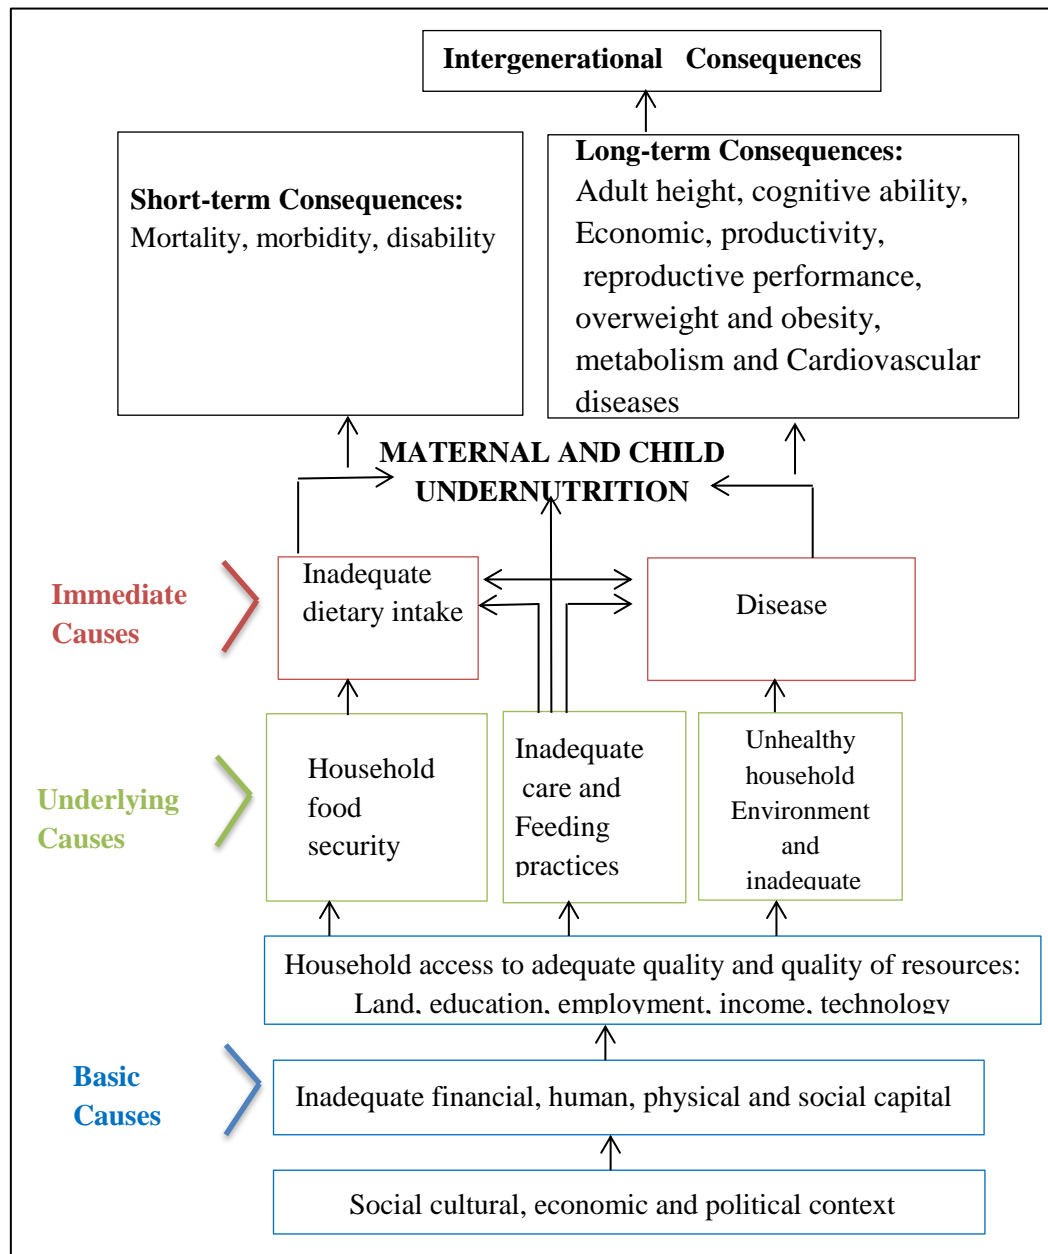 Intergenerational Consequences
Short-term Consequences:
Mortality, morbidity, disability
Long-term Consequences:
Adult height, cognitive ability,
Economic, productivity,
reproductive performance,
overweight and obesity,
metabolism and Cardiovascular
diseases
MATERNAL AND CHILD
UNDERNUTRITION
Immediate
Causes
Inadequate
dietary intake
Disease
Underlying
Causes
Household
food
security
Inadequate
care and
Feeding
practices
Unhealthy
household
Environment
and
inadequate
Household access to adequate quality and quality of resources:
Land, education, employment, income, technology
Basic
Causes
Inadequate financial, human, physical and social capital
Social cultural, economic and political context